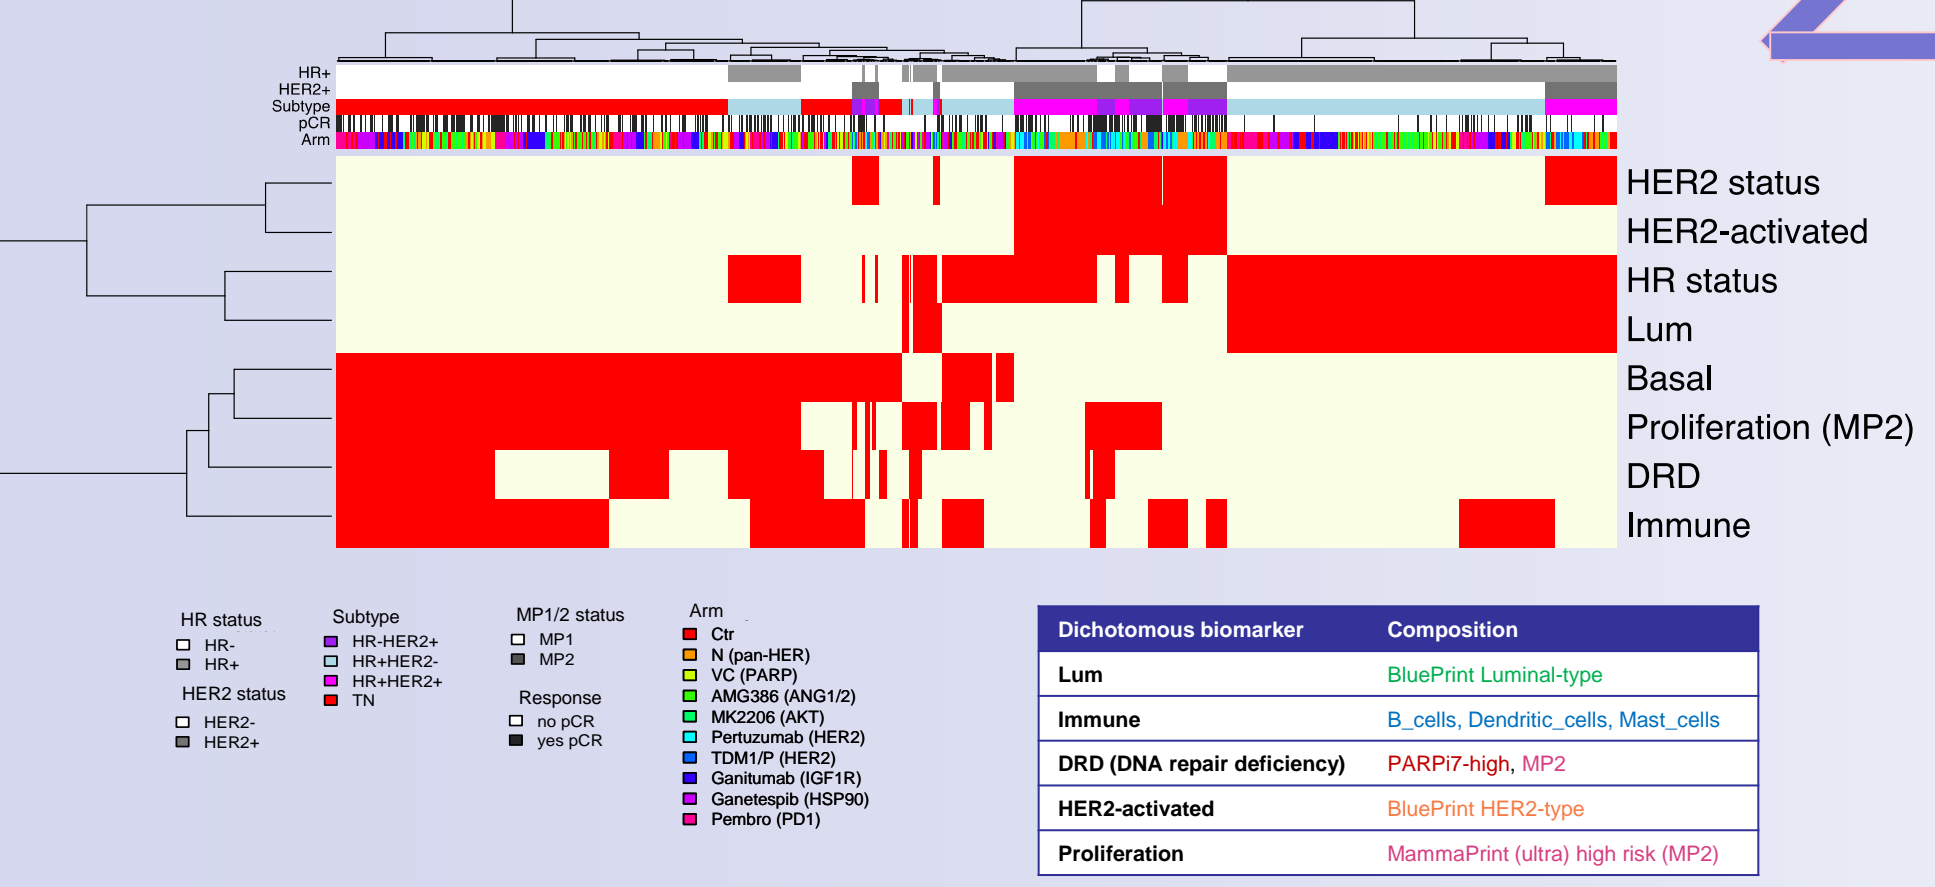 HR+
HER2+
Subtype
pCR
Arm
HER2 status
HER2-activated
HR status
Lum
Basal
Proliferation (MP2)
DRD
Immune
HR status
HR-
HR+
HER2 status
HER2-
HER2+
Subtype
HR-HER2+
HR+HER2-
HR+HER2+
TN
MP1/2 status
MP1
MP2
Response
no pCR
yes pCR
Arm
Ctr
N (pan-HER)
VC (PARP)
AMG386 (ANG1/2)
MK2206 (AKT)
Pertuzumab (HER2)
TDM1/P (HER2)
Ganitumab (IGF1R)
Ganetespib (HSP90)
Pembro (PD1)
Dichotomous biomarker Composition
Lum BluePrint Luminal-type
Immune B_cells, Dendritic_cells, Mast_cells
DRD (DNA repair deficiency) PARPi7-high, MP2
HER2-activated BluePrint HER2-type
Proliferation MammaPrint (ultra) high risk (MP2)